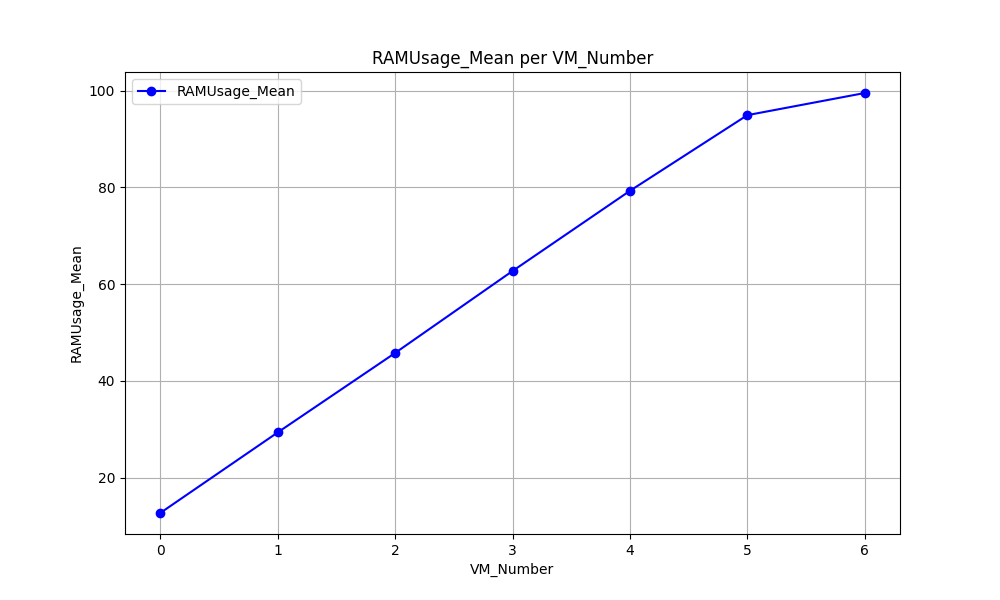 RAMUsage_Mean per VM_Number
RAMUsage_Mean
100
80
60
40
20
RAMUsage_Mean
0 1 2 3 4 5 6
VM_Number